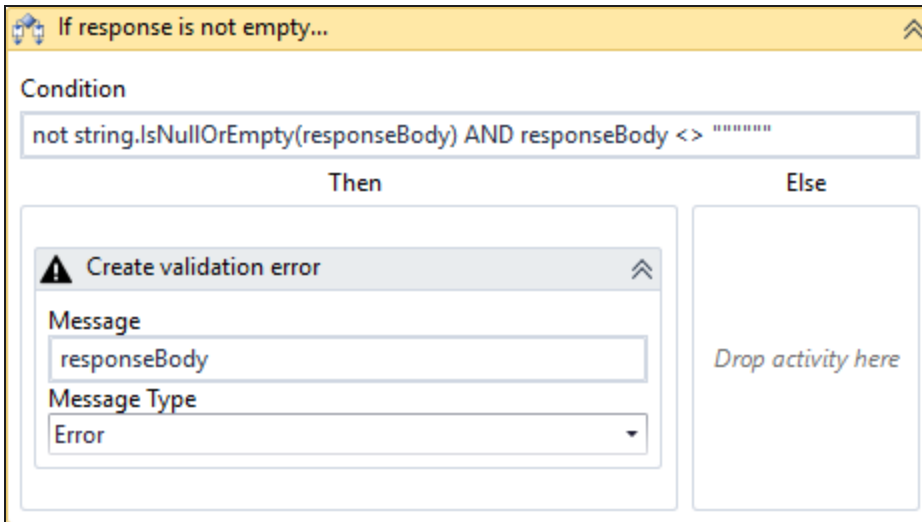 If response is not empty...
Condition
not string.IsNullOrEmpty(responseBody) AND responseBody <> """"""
Then
Else
Create validation error
Message
responseBody
Message Type
Error
Drop activity here